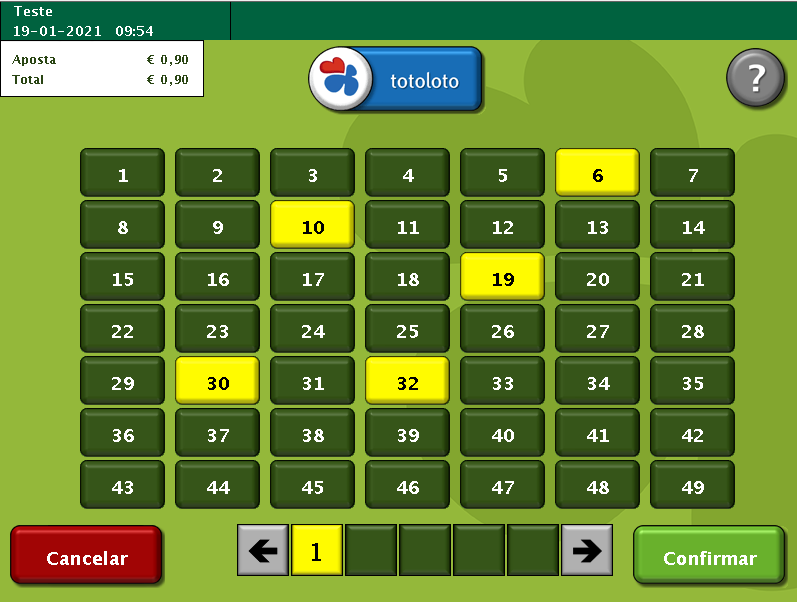 Teste
19-01-2021 09:54
Aposta € 0,90
Total € 0,90
totoloto
?
1 2 3 4 5 6 7
8 9 10 11 12 13 14
15 16 17 18 19 20 21
22 23 24 25 26 27 28
29 30 31 32 33 34 35
36 37 38 39 40 41 42
43 44 45 46 47 48 49
Cancelar 1 Confirmar